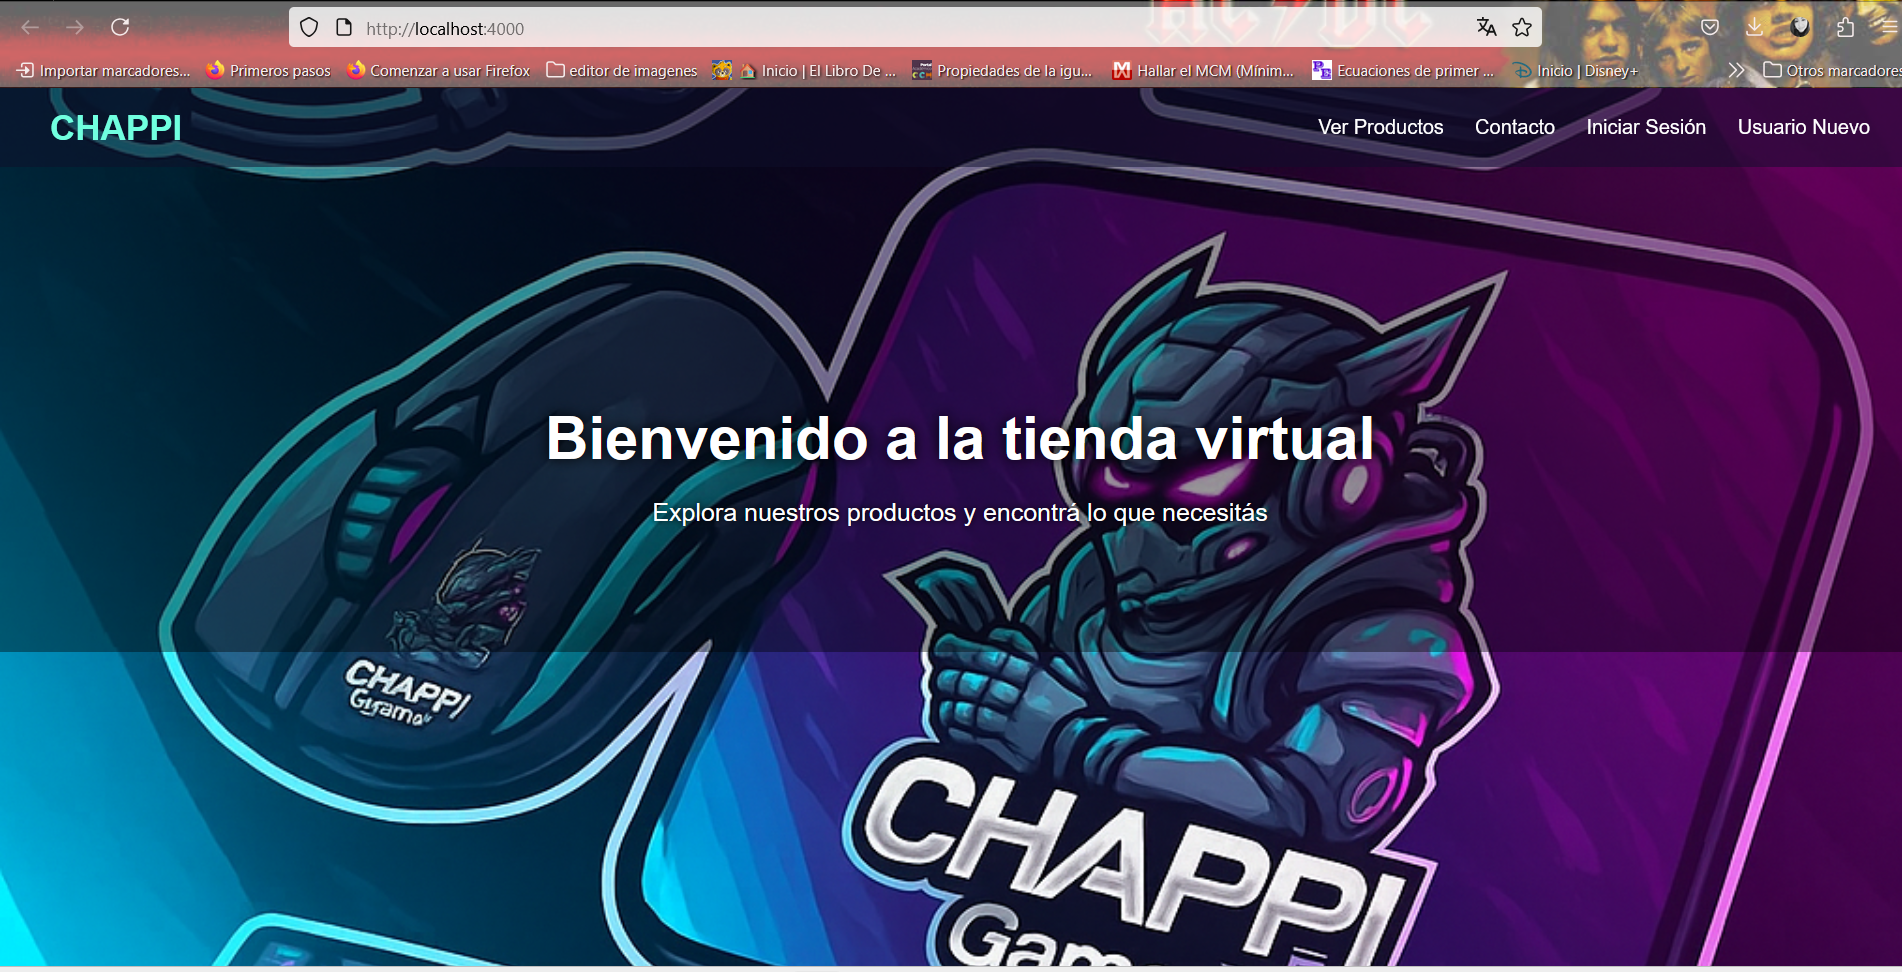 http://localhost:4000
Importar marcadores... Primeros pasos Comenzar a usar Firefox editor de imagenes Inicio | El Libro De ... Propiedades de la igu... Hallar el MCM (Mínim... Ecuaciones de primer ... Inicio | Disney+ Otros marcadores
CHAPPI Ver Productos Contacto Iniciar Sesión Usuario Nuevo
Bienvenido a la tienda virtual
Explora nuestros productos y encontrá lo que necesitás
CHAPPI
CHAPPI